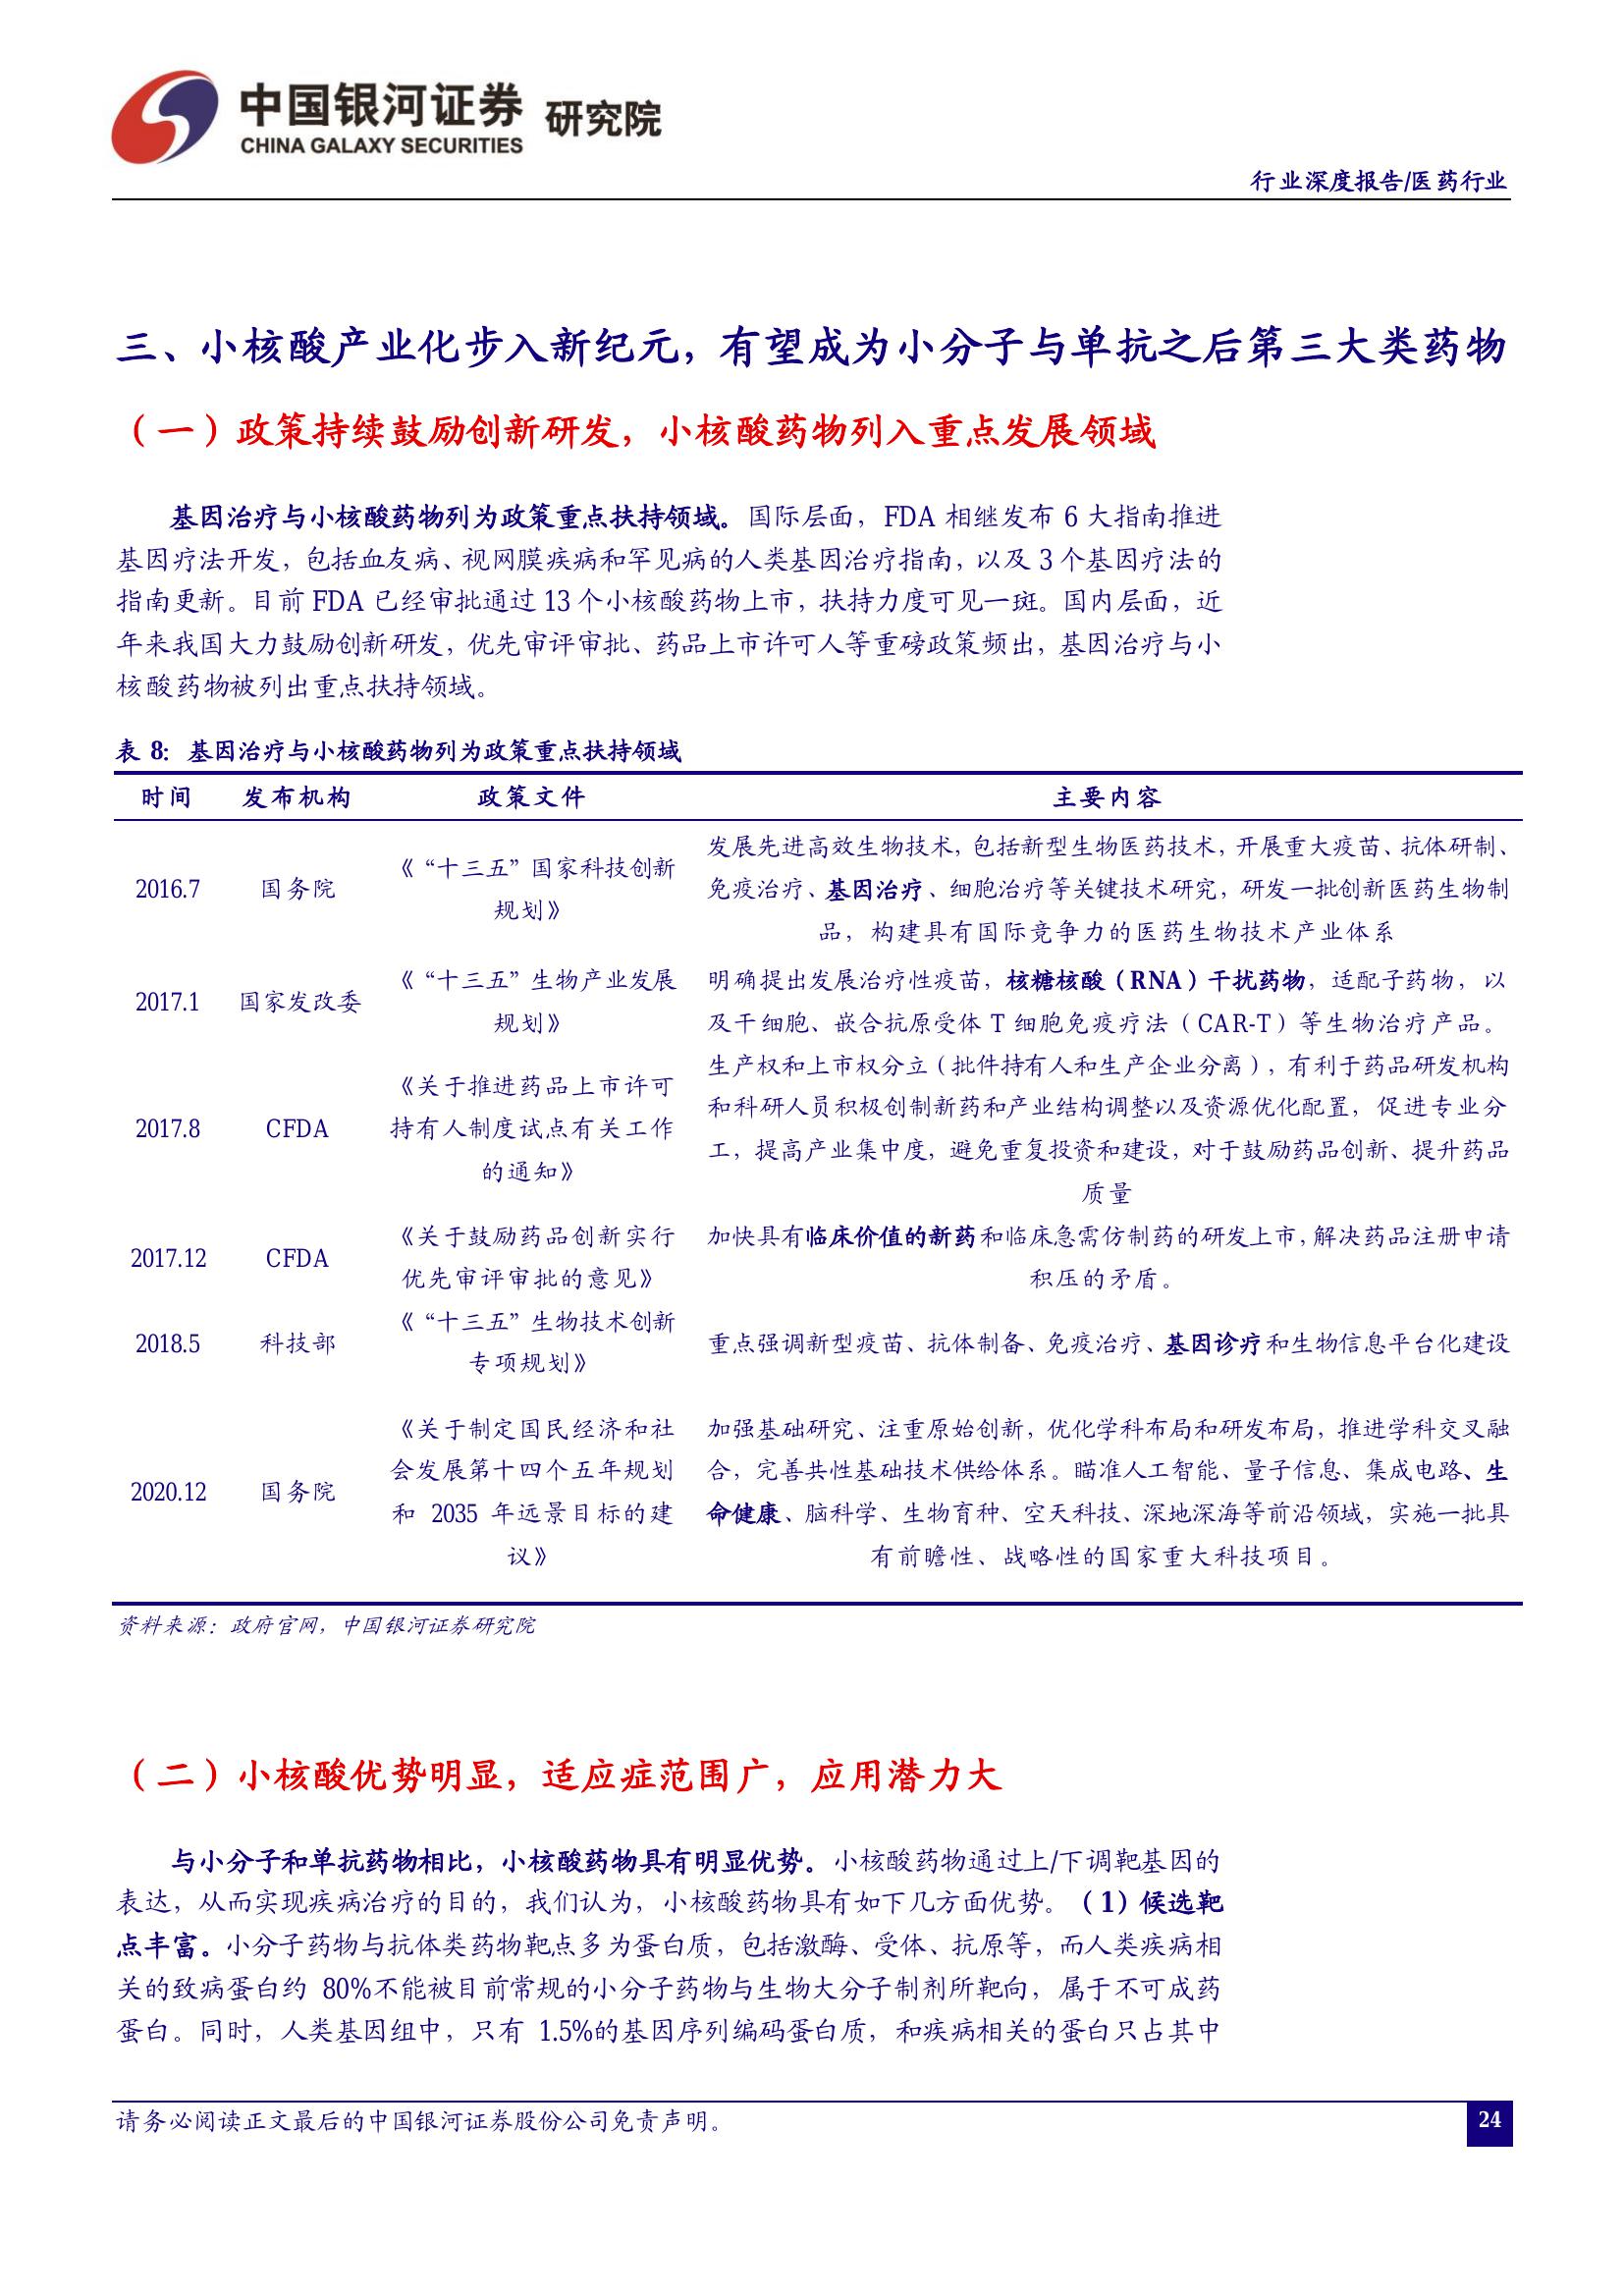 中国银河证券 研究院
CHINA GALAXY SECURITIES
行业深度报告/医药行业
三、小核酸产业化步入新纪元，有望成为小分子与单抗之后第三大类药物
（一）政策持续鼓励创新研发，小核酸药物列入重点发展领域
基因治疗与小核酸药物列为政策重点扶持领域。国际层面，FDA 相继发布 6 大指南推进
基因疗法开发，包括血友病、视网膜疾病和罕见病的人类基因治疗指南，以及 3 个基因疗法的
指南更新。目前 FDA 已经审批通过 13 个小核酸药物上市，扶持力度可见一斑。国内层面，近
年来我国大力鼓励创新研发，优先审评审批、药品上市许可人等重磅政策频出，基因治疗与小
核酸药物被列出重点扶持领域。
表 8: 基因治疗与小核酸药物列为政策重点扶持领域
时间 发布机构 政策文件 主要内容
发展先进高效生物技术，包括新型生物医药技术，开展重大疫苗、抗体研制、
《“十三五”国家科技创新
2016.7 国务院 免疫治疗、基因治疗、细胞治疗等关键技术研究，研发一批创新医药生物制
规划》
品，构建具有国际竞争力的医药生物技术产业体系
《“十三五”生物产业发展 明确提出发展治疗性疫苗，核糖核酸（RNA）干扰药物，适配子药物，以
2017.1 国家发改委
规划》 及干细胞、嵌合抗原受体 T 细胞免疫疗法（CAR-T）等生物治疗产品。
生产权和上市权分立（批件持有人和生产企业分离），有利于药品研发机构
《关于推进药品上市许可
和科研人员积极创制新药和产业结构调整以及资源优化配置，促进专业分
2017.8 CFDA 持有人制度试点有关工作
工，提高产业集中度，避免重复投资和建设，对于鼓励药品创新、提升药品
的通知》
质量
《关于鼓励药品创新实行 加快具有临床价值的新药和临床急需仿制药的研发上市，解决药品注册申请
2017.12 CFDA
优先审评审批的意见》 积压的矛盾。
《“十三五”生物技术创新
2018.5 科技部 重点强调新型疫苗、抗体制备、免疫治疗、基因诊疗和生物信息平台化建设
专项规划》
《关于制定国民经济和社 加强基础研究、注重原始创新，优化学科布局和研发布局，推进学科交叉融
会发展第十四个五年规划 合，完善共性基础技术供给体系。瞄准人工智能、量子信息、集成电路、生
2020.12 国务院
和 2035 年远景目标的建 命健康、脑科学、生物育种、空天科技、深地深海等前沿领域，实施一批具
议》 有前瞻性、战略性的国家重大科技项目。
资料来源：政府官网，中国银河证券研究院
（二）小核酸优势明显，适应症范围广，应用潜力大
与小分子和单抗药物相比，小核酸药物具有明显优势。小核酸药物通过上/下调靶基因的
表达，从而实现疾病治疗的目的，我们认为，小核酸药物具有如下几方面优势。（1）候选靶
点丰富。小分子药物与抗体类药物靶点多为蛋白质，包括激酶、受体、抗原等，而人类疾病相
关的致病蛋白约 80%不能被目前常规的小分子药物与生物大分子制剂所靶向，属于不可成药
蛋白。同时，人类基因组中，只有 1.5%的基因序列编码蛋白质，和疾病相关的蛋白只占其中
请务必阅读正文最后的中国银河证券股份公司免责声明。
24